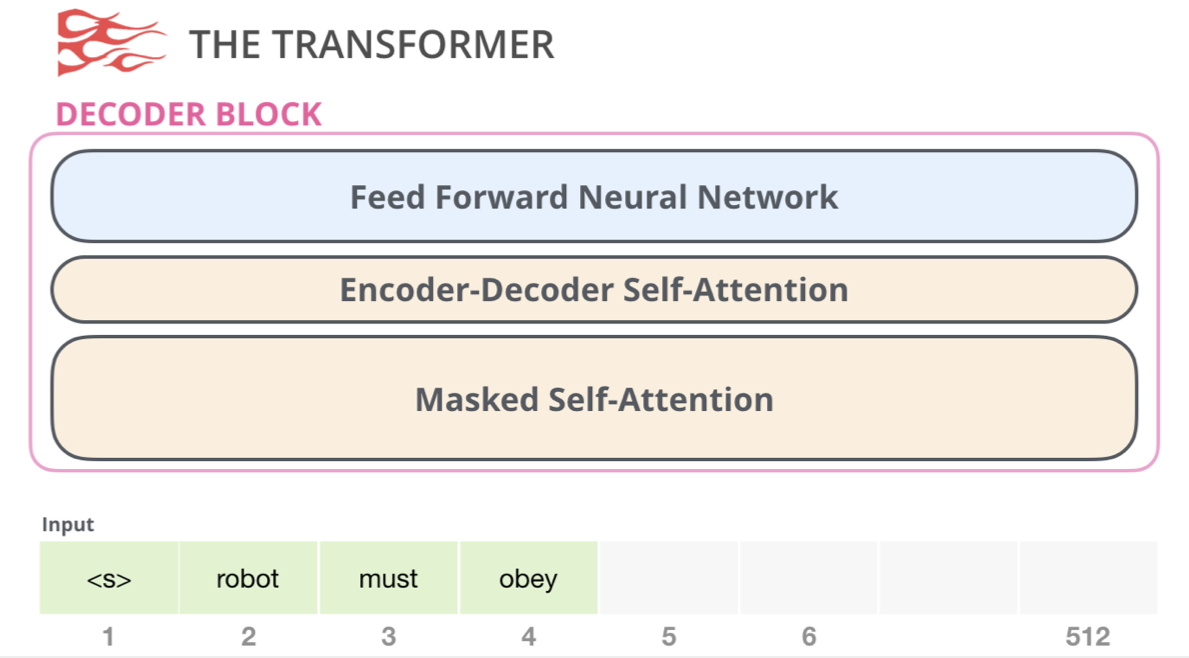 THE TRANSFORMER
DECODER BLOCK
Feed Forward Neural Network
Encoder-Decoder Self-Attention
Masked Self-Attention
Input
<s> robot must obey
1 2 3 4 5 6 512